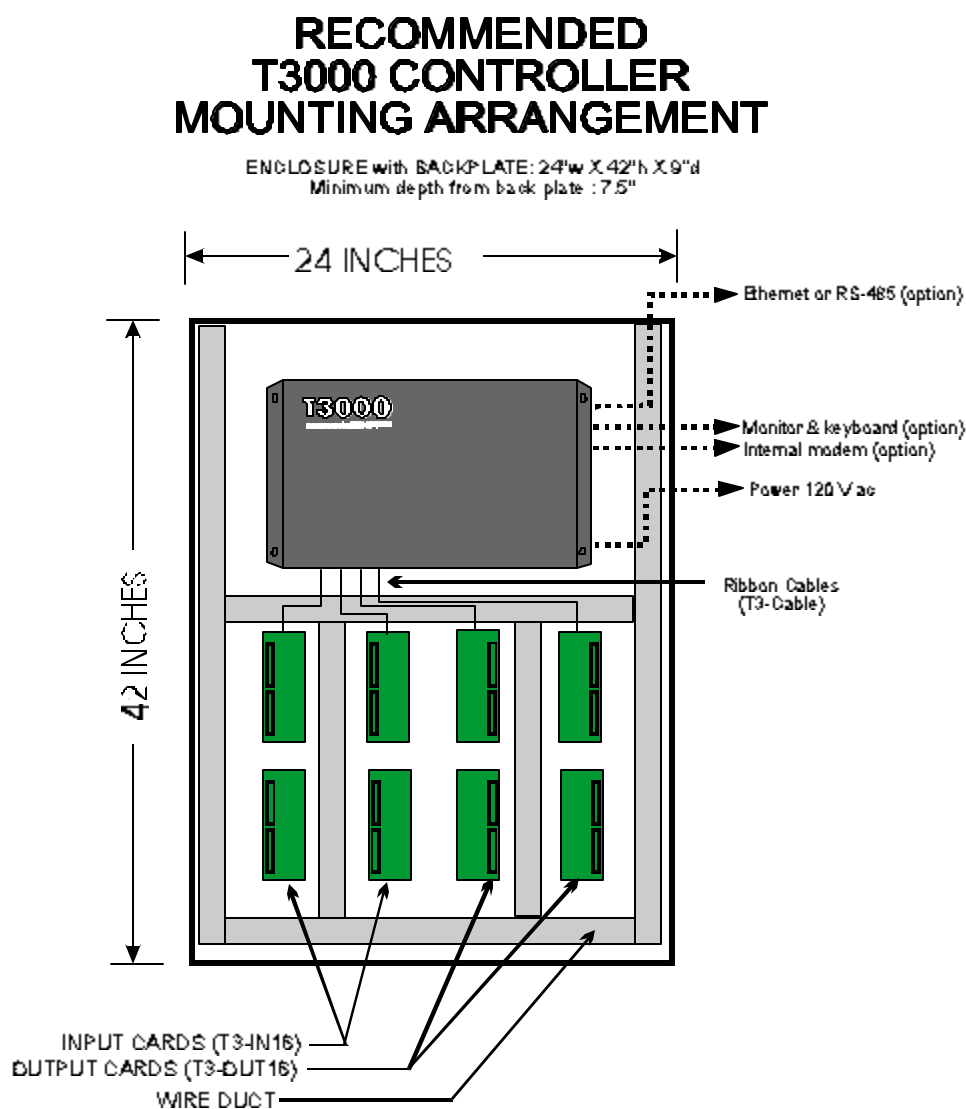 RECOMMENDED
T3000 CONTROLLER
MOUNTING ARRANGEMENT
ENCLOSURE with BACKPLATE: 24"w X 42"h X 9"d
Minimum depth from back plate : 7.5"
24 INCHES
Ethernet or RS-485 (option)
T3000
Monitor & keyboard (option)
Internal modem (option)
Power 120 Vac
Ribbon Cables
(T3-Cable)
42 INCHES
INPUT CARDS (T3-IN16)
OUTPUT CARDS (T3-OUT16)
WIRE DUCT